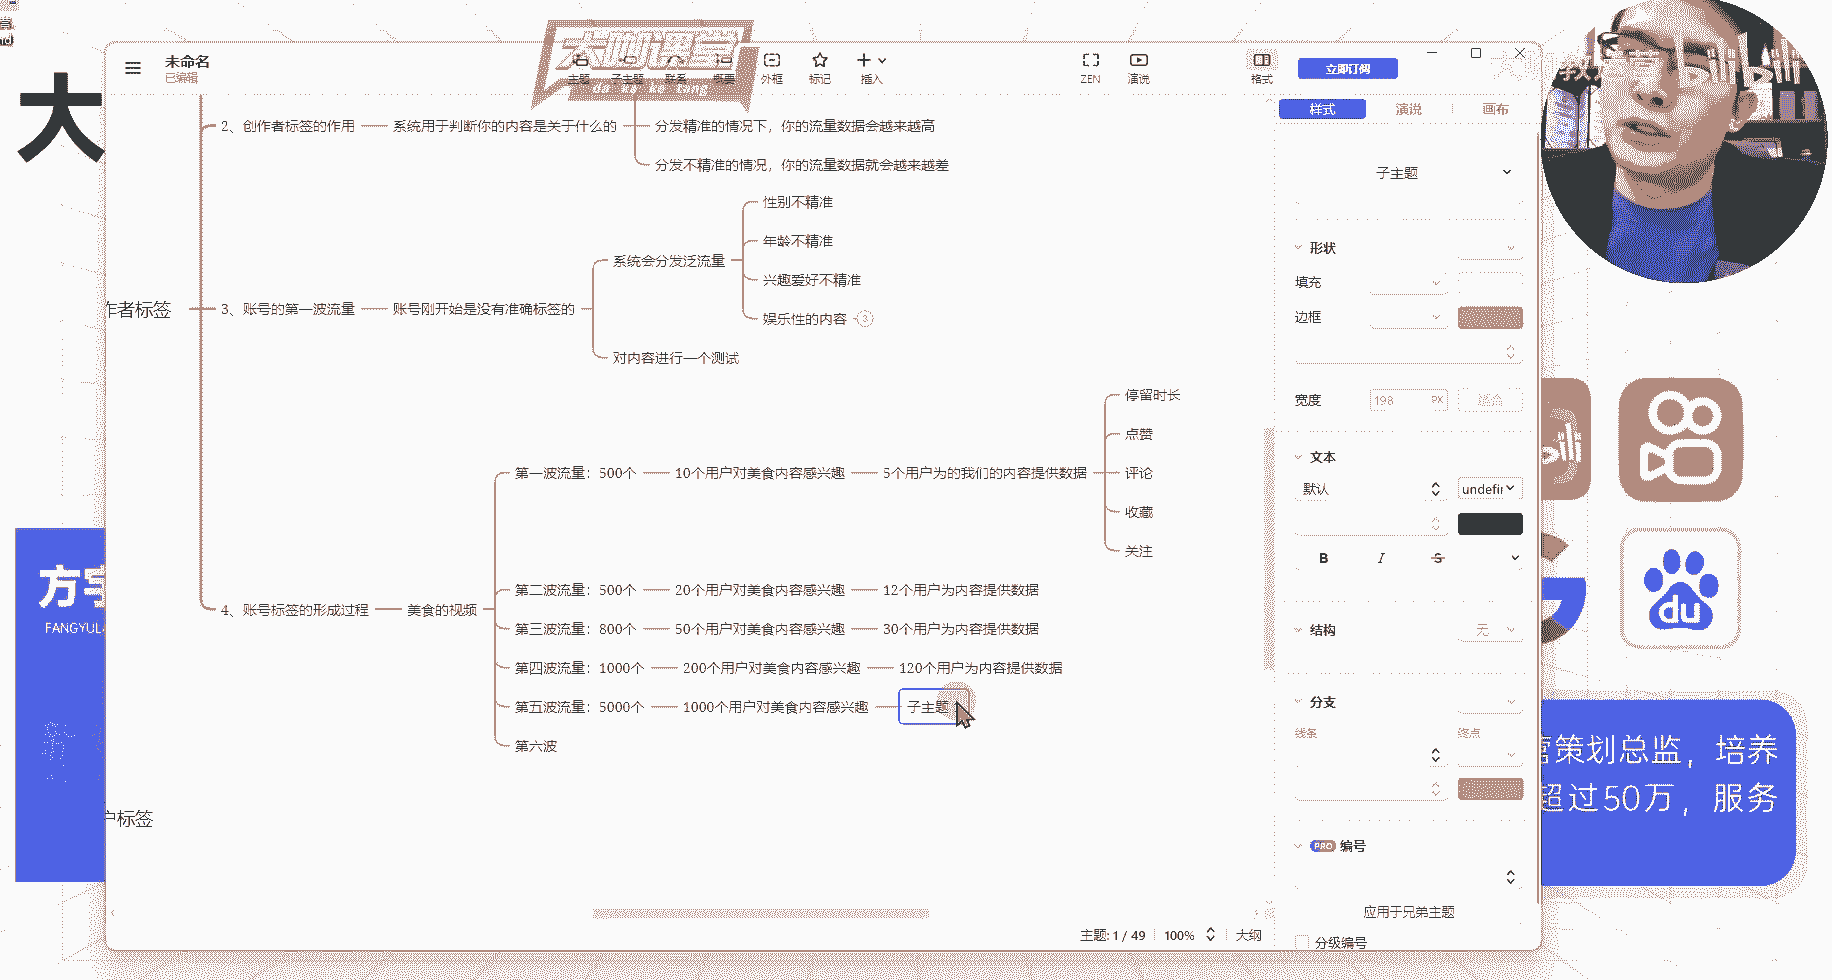 未命名
已编辑
大咖课堂
da ka ke tang
主题
子主题
联系
概要
外框
标记
插入
ZEN
演说
格式
立即订阅
bilibili
大
样式
演说
画布
2、创作者标签的作用
系统用于判断你的内容是关于什么的
分发精准的情况下，你的流量数据会越来越高
分发不精准的情况，你的流量数据就会越来越差
作者标签
3、账号的第一波流量
账号刚开始是没有准确标签的
系统会分发泛流量
性别不精准
年龄不精准
兴趣爱好不精准
娱乐性的内容
3
对内容进行一个测试
4、账号标签的形成过程
美食的视频
第一波流量：500个
10个用户对美食内容感兴趣
5个用户为的我们的内容提供数据
停留时长
点赞
评论
收藏
关注
第二波流量：500个
20个用户对美食内容感兴趣
12个用户为内容提供数据
第三波流量：800个
50个用户对美食内容感兴趣
30个用户为内容提供数据
第四波流量：1000个
200个用户对美食内容感兴趣
120个用户为内容提供数据
第五波流量：5000个
1000个用户对美食内容感兴趣
子主题
第六波
户标签
子主题
形状
填充
边框
宽度
198
PX
适合
文本
默认
undefi
B
I
S
结构
无
分支
线条
终点
PRO
编号
应用于兄弟主题
分级编号
主题: 1 / 49
100%
大纲
方宇
FANGYU
du
营策划总监，培养
超过50万，服务